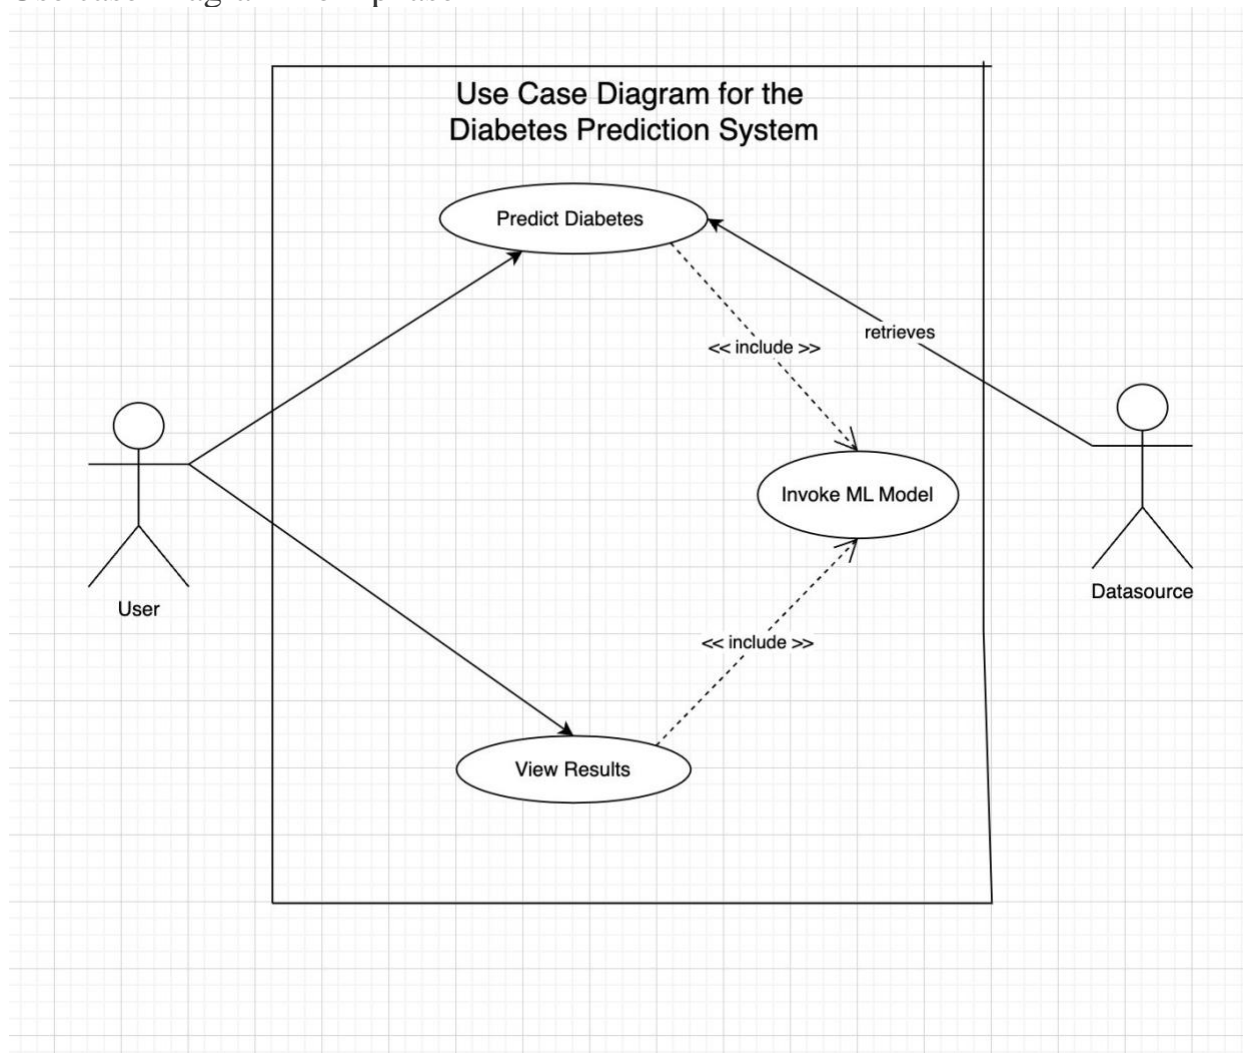 Use Case Diagram for the
Diabetes Prediction System
Predict Diabetes
retrieves
<< include >>
Invoke ML Model
User
Datasource
<< include >>
View Results